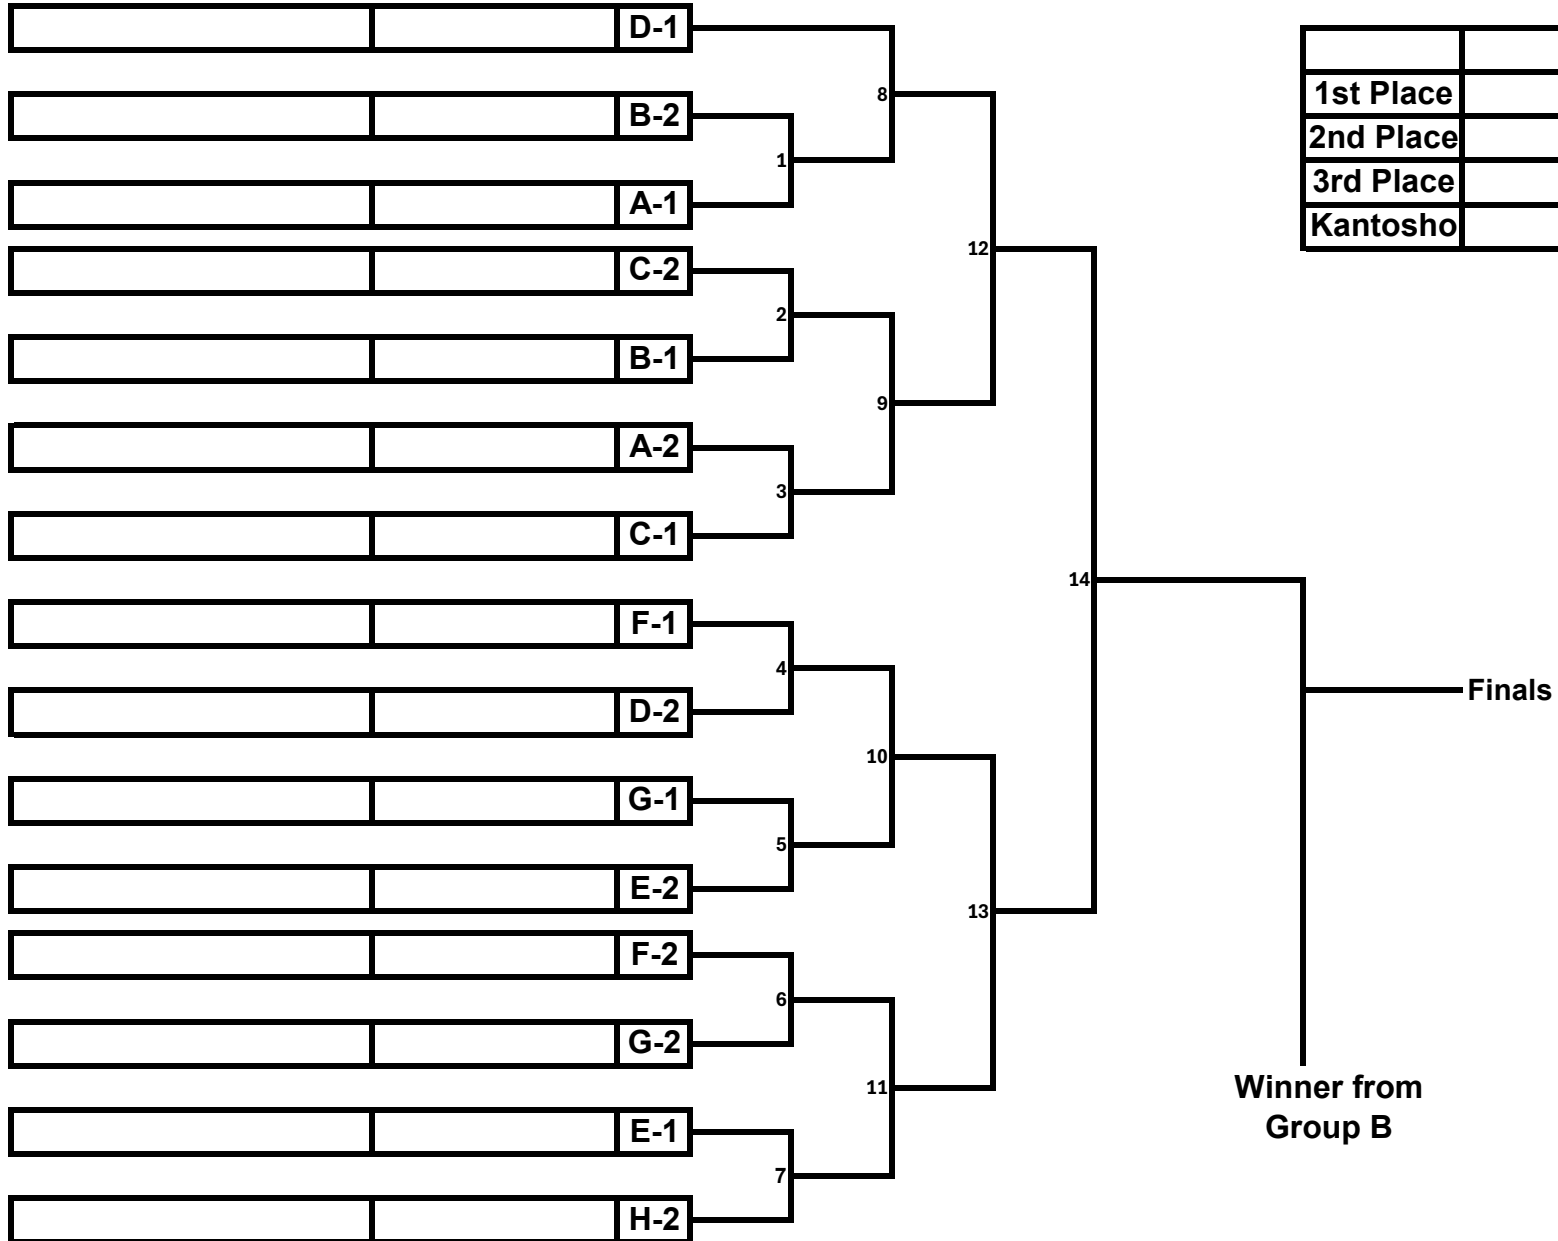 D-1
B-2
A-1
C-2
B-1
A-2
C-1
F-1
D-2
G-1
E-2
F-2
G-2
E-1
H-2
1
2
3
4
5
6
7
8
9
10
11
12
13
14
1st Place
2nd Place
3rd Place
Kantosho
Finals
Winner from
Group B